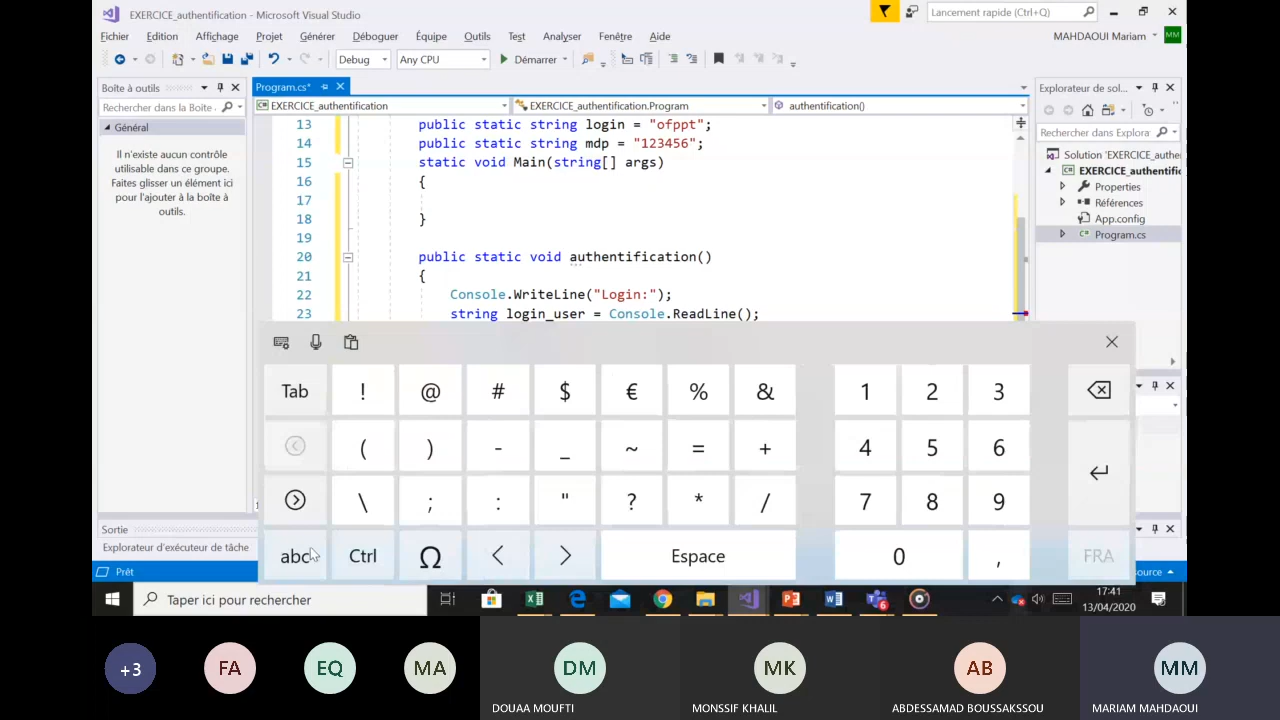 EXERCICE_authentification - Microsoft Visual Studio
Lancement rapide (Ctrl+Q)
Fichier Edition Affichage Projet Générer Déboguer Équipe Outils Test Analyser Fenêtre Aide
MAHDAOUI Mariam MM
Debug Any CPU Démarrer
Boîte à outils
Program.cs*
Explorateur de sol...
Rechercher dans la Boîte
EXERCICE_authentification
EXERCICE_authentification.Program
authentification()
Général
Il n'existe aucun contrôle
utilisable dans ce groupe.
Faites glisser un élément ici
pour l'ajouter à la boîte à
outils.
13 public static string login = "ofppt";
14 public static string mdp = "123456";
15 static void Main(string[] args)
16 {
17
18 }
19
20 public static void authentification()
21 {
22 Console.WriteLine("Login:");
23 string login_user = Console.ReadLine();
Rechercher dans Explora
Solution 'EXERCICE_authe
EXERCICE_authentific
Properties
Références
App.config
Program.cs
Tab ! @ # $ € % & 1 2 3
( ) - _ ~ = + 4 5 6
\ ; : " ? * / 7 8 9
abc Ctrl Ω < > Espace 0 , FRA
Sortie
Explorateur d'exécuteur de tâche
Prêt
source
Taper ici pour rechercher
6
17:41
13/04/2020
+3 FA EQ MA DM MK AB MM
DOUAA MOUFTI
MONSSIF KHALIL
ABDESSAMAD BOUSSAKSSOU
MARIAM MAHDAOUI